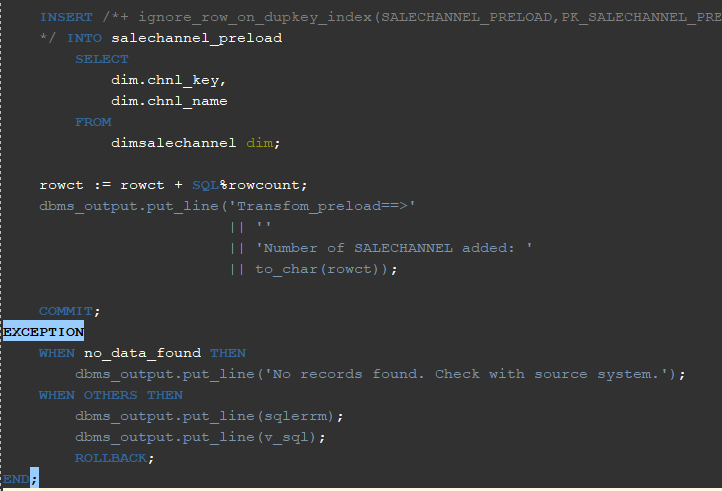 INSERT /*+ ignore_row_on_dupkey_index(SALECHANNEL_PRELOAD,PK_SALECHANNEL_PRE
*/ INTO salechannel_preload
SELECT
dim.chnl_key,
dim.chnl_name
FROM
dimsalechannel dim;
rowct := rowct + SQL%rowcount;
dbms_output.put_line('Transfom_preload==>'
|| ''
|| 'Number of SALECHANNEL added: '
|| to_char(rowct));
COMMIT;
EXCEPTION
WHEN no_data_found THEN
dbms_output.put_line('No records found. Check with source system.');
WHEN OTHERS THEN
dbms_output.put_line(sqlerrm);
dbms_output.put_line(v_sql);
ROLLBACK;
END;